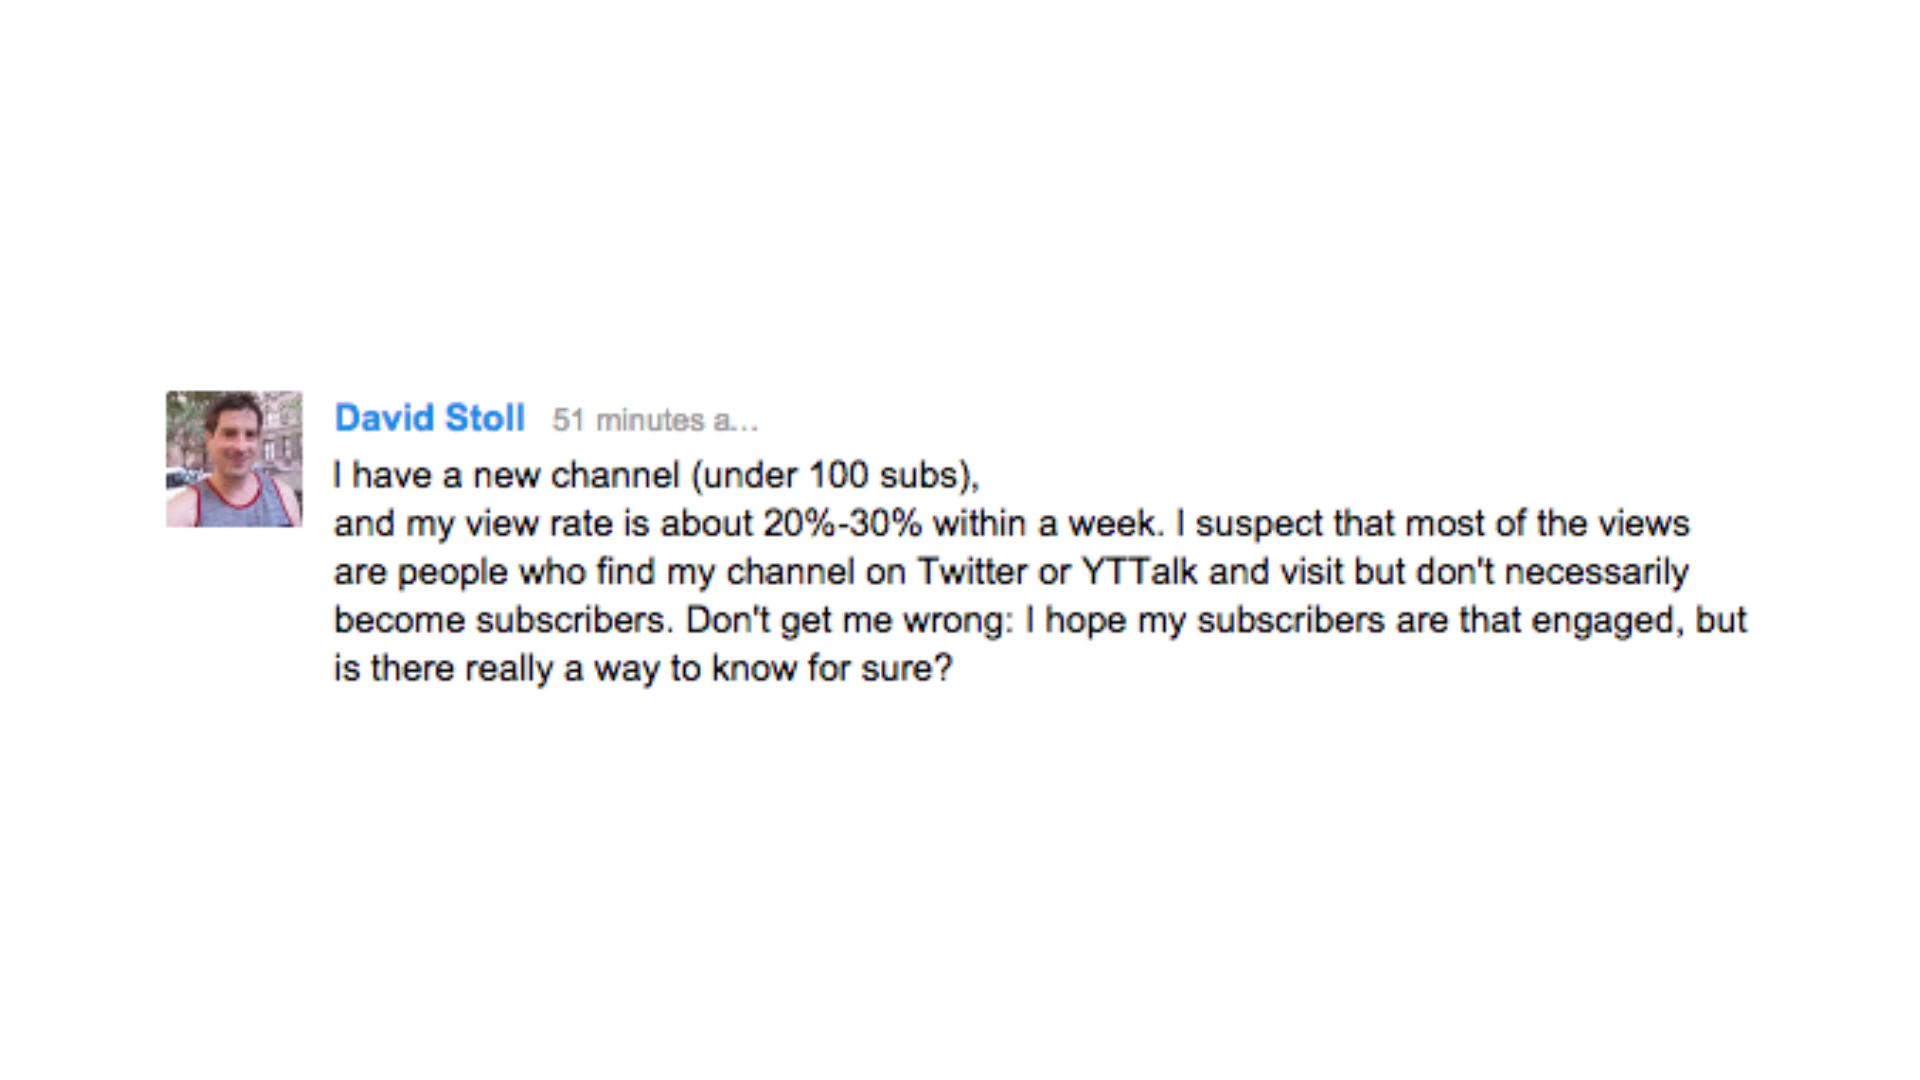 David Stoll 51 minutes a...
I have a new channel (under 100 subs),
and my view rate is about 20%-30% within a week. I suspect that most of the views
are people who find my channel on Twitter or YTTalk and visit but don't necessarily
become subscribers. Don't get me wrong: I hope my subscribers are that engaged, but
is there really a way to know for sure?